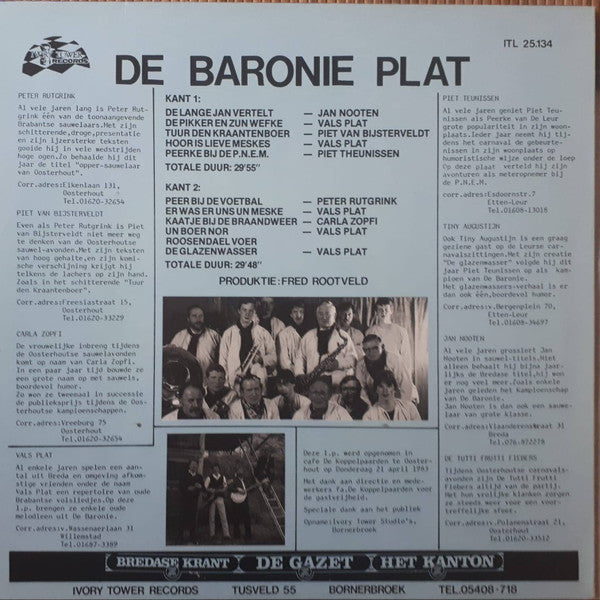 IVORY TOWER
RECORDS
ITL 25.134
DE BARONIE PLAT
PETER RUTGRINK
Al vele jaren lang is Peter Rut-
grink één van de toonaangevende
Brabantse sauwelaars.Met zijn
schitterende,droge,presentatie
en zijn ijzersterke teksten
gooide hij in vele wedstrijden
hoge ogen.Zo behaalde hij dit
jaar de titel "opper-sauwelaar
van Oosterhout".
Corr.adres:Eikenlaan 131,
Oosterhout
Tel.01620-32654
PIET VAN BIJSTERVELDT
Even als Peter Rutgrink is Piet
van Bijsterveldt niet meer weg
te denken van de Oosterhoutse
sauwel-avonden.Met zijn teksten
van hoog gehalte,en zijn komi-
sche verschijning krijgt hij
telkens de lachers op zijn hand.
Zoals in het schitterende "Tuur
den Kraantenboer".
Corr.adres:Freesiastraat 15,
Oosterhout
Tel.01620-33229
CARLA ZOPFI
De vrouwelijke inbreng tijdens
de Oosterhoutse sauwelavonden
komt op naam van Carla Zopfi.
In een paar jaar tijd bouwde ze
een grote naam op met sauwels,
boordevol humor.
Zo won ze tweemaal in successie
de publieksprijs tijdens de Oos-
terhoutse kampioenschappen.
Corr.adres:Vreeburg 75
Oosterhout
Tel.01620-32654
VALS PLAT
Al enkele jaren spelen een aan-
tal uit Breda en omgeving afkom-
stige vrienden onder de naam
Vals Plat een repertoire van oude
Brabantse volsliedjes.Op deze
l.p. brengen ze enkele oude
melodieen uit De Baronie.
Corr.adres:v.Wassenaerlaan 31
Willemstad
Tel.01687-3389
KANT 1:
DE LANGE JAN VERTELT — JAN NOOTEN
DE PIKKER EN ZUN WEFKE — VALS PLAT
TUUR DEN KRAANTENBOER — PIET VAN BIJSTERVELDT
HOOR IS LIEVE MESKES — VALS PLAT
PEERKE BIJ DE P.N.E.M. — PIET THEUNISSEN
TOTALE DUUR: 29'55"
KANT 2:
PEER BIJ DE VOETBAL — PETER RUTGRINK
ER WAS ER UNS UN MESKE — VALS PLAT
KAATJE BIJ DE BRAANDWEER — CARLA ZOPFI
UN BOER NOR — VALS PLAT
ROOSENDAEL VOER
DE GLAZENWASSER — VALS PLAT
TOTALE DUUR: 29'48"
PRODUKTIE: FRED ROOTVELD
Deze l.p. werd opgenomen in
cafe De Koppelpaarden te Ooster-
hout op Donderdag 21 april 1983
Met dank aan directie en mede-
werkers fa.De Koppelpaarden voor
de gastvrijheid.
Speciale dank aan het publiek
Opname:Ivory Tower Studio's,
Bornerbroek
PIET TEUNISSEN
Al vele jaren geniet Piet Teu-
nissen als Peerke van De Leur
grote populariteit in zijn woon-
plaats.Ieder jaar neemt hij tij-
dens het carnaval de gebeurte-
nissen in zijn woonplaats op
humoristische wijze onder de loep
Op deze plaat vertelt hij zijn
avonturen als meteropnemer bij
de P.N.E.M.
corr.adres:Esdoornstr.7
Etten-Leur
Tel.01608-13018
TINY AUGUSTIJN
Ook Tiny Augustijn is een graag
geziene gast op de Leurse car-
navalszittingen.Met zijn creatie
"De glazenwasser" volgde hij dit
jaar Piet Teunissen op als kam-
pioen van De Baronie.
Het glazenwassers-verhaal is er
dan ook één,boordevol humor.
Corr.adres:v.Bergenplein 70,
Etten-Leur
Tel.01608-34697
JAN NOOTEN
Al vele jaren grossiert Jan
Nooten in sauwel-titels.Niet
alleen behaalt hij bijna jaar-
lijks de Bredase titel,hij won
er nog veel meer.Zoals enkele
jaren geleden het kampioenschap
van De Baronie.
Jan Nooten is dan ook een sauwe-
laar van grote klasse.
Corr.adres:Vlaanderenstraat 31
Breda
Tel.076-872278
DE TUTTI FRUTTI FIEBERS
Tijdens Oosterhoutse carnavals-
avonden zijn De Tutti Frutti
Fiebers altijd van de partij.
Met hun vrolijke klanken zorgen
ze steeds weer voor een voor-
treffelijke sfeer.
Corr.adres:v.Polanenstraat 21,
Oosterhout
Tel.01620-33512
BREDASE KRANT DE GAZET HET KANTON
IVORY TOWER RECORDS TUSVELD 55 BORNERBROEK TEL.05408-718